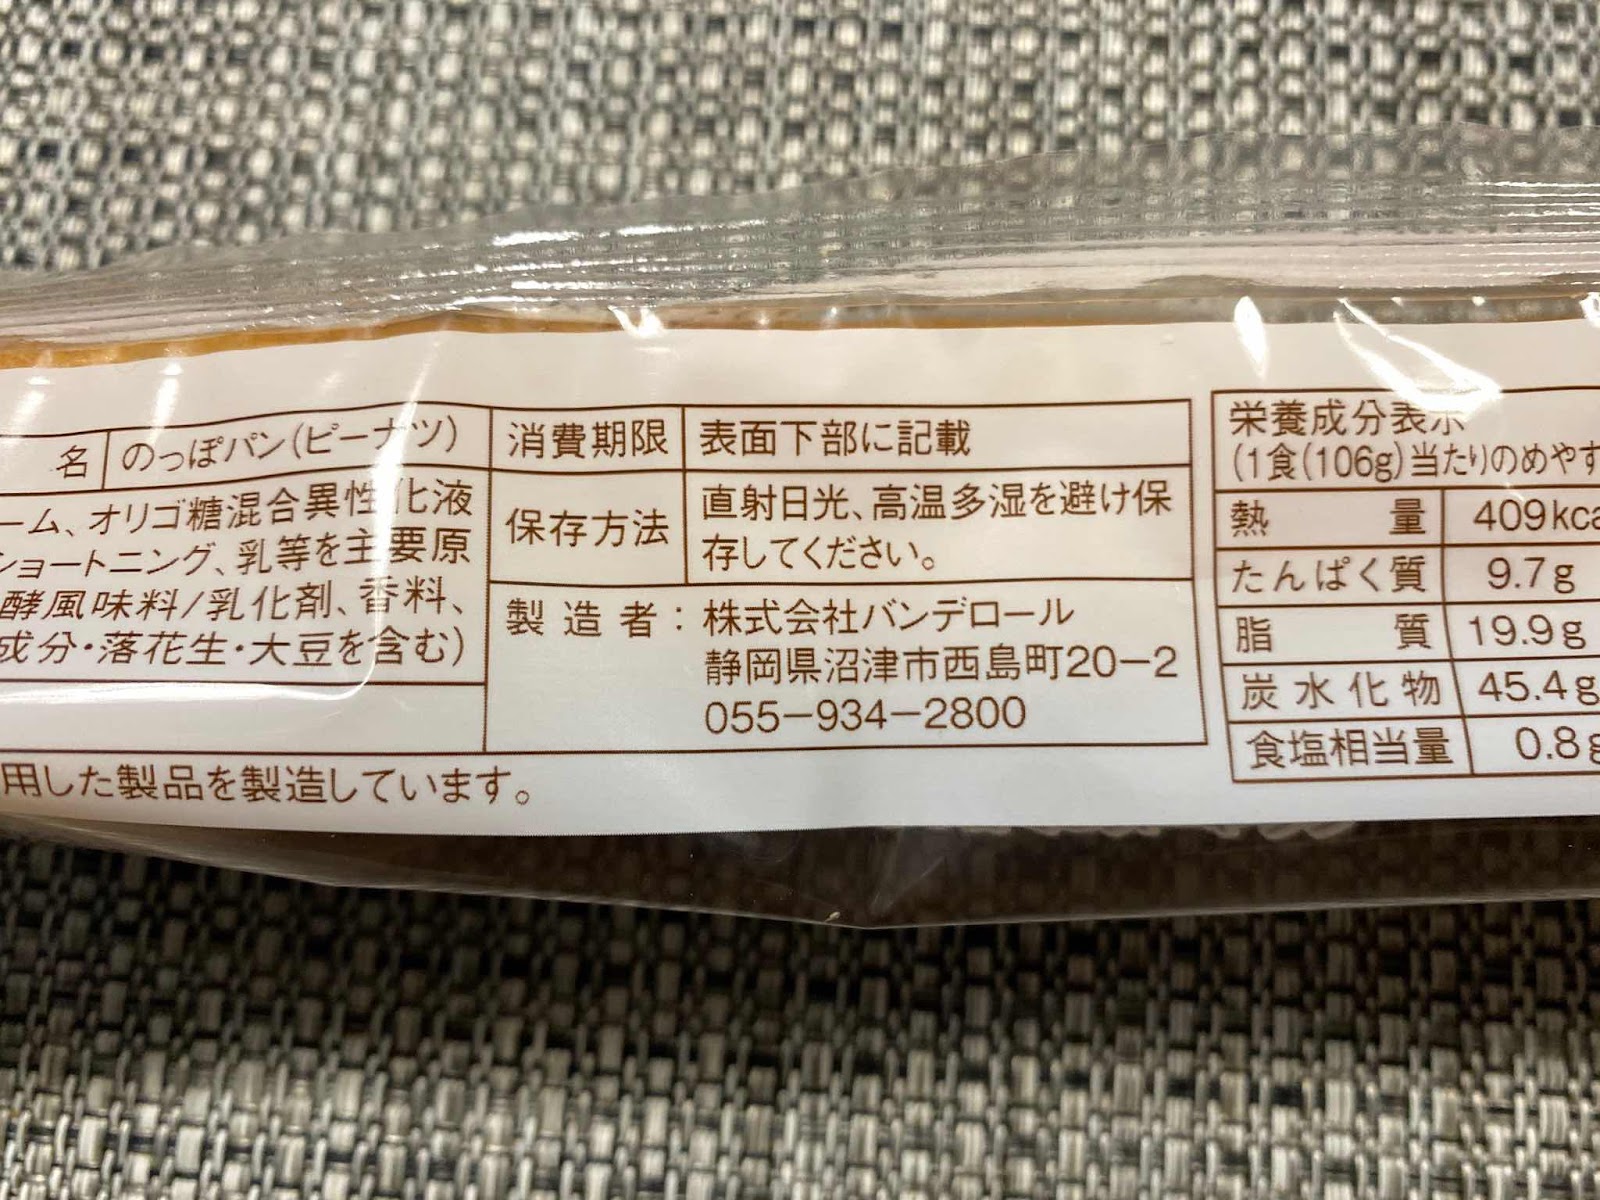 名 のっぽパン(ピーナツ)
ーム、オリゴ糖混合異性化液
ショートニング、乳等を主要原
酵風味料/乳化剤、香料、
成分・落花生・大豆を含む)
用した製品を製造しています。
消費期限 表面下部に記載
保存方法 直射日光、高温多湿を避け保
存してください。
製造者：株式会社バンデロール
静岡県沼津市西島町20－2
055－934－2800
栄養成分表示
(1食(106g)当たりのめやす
熱量 409kca
たんぱく質 9.7g
脂質 19.9g
炭水化物 45.4g
食塩相当量 0.8g